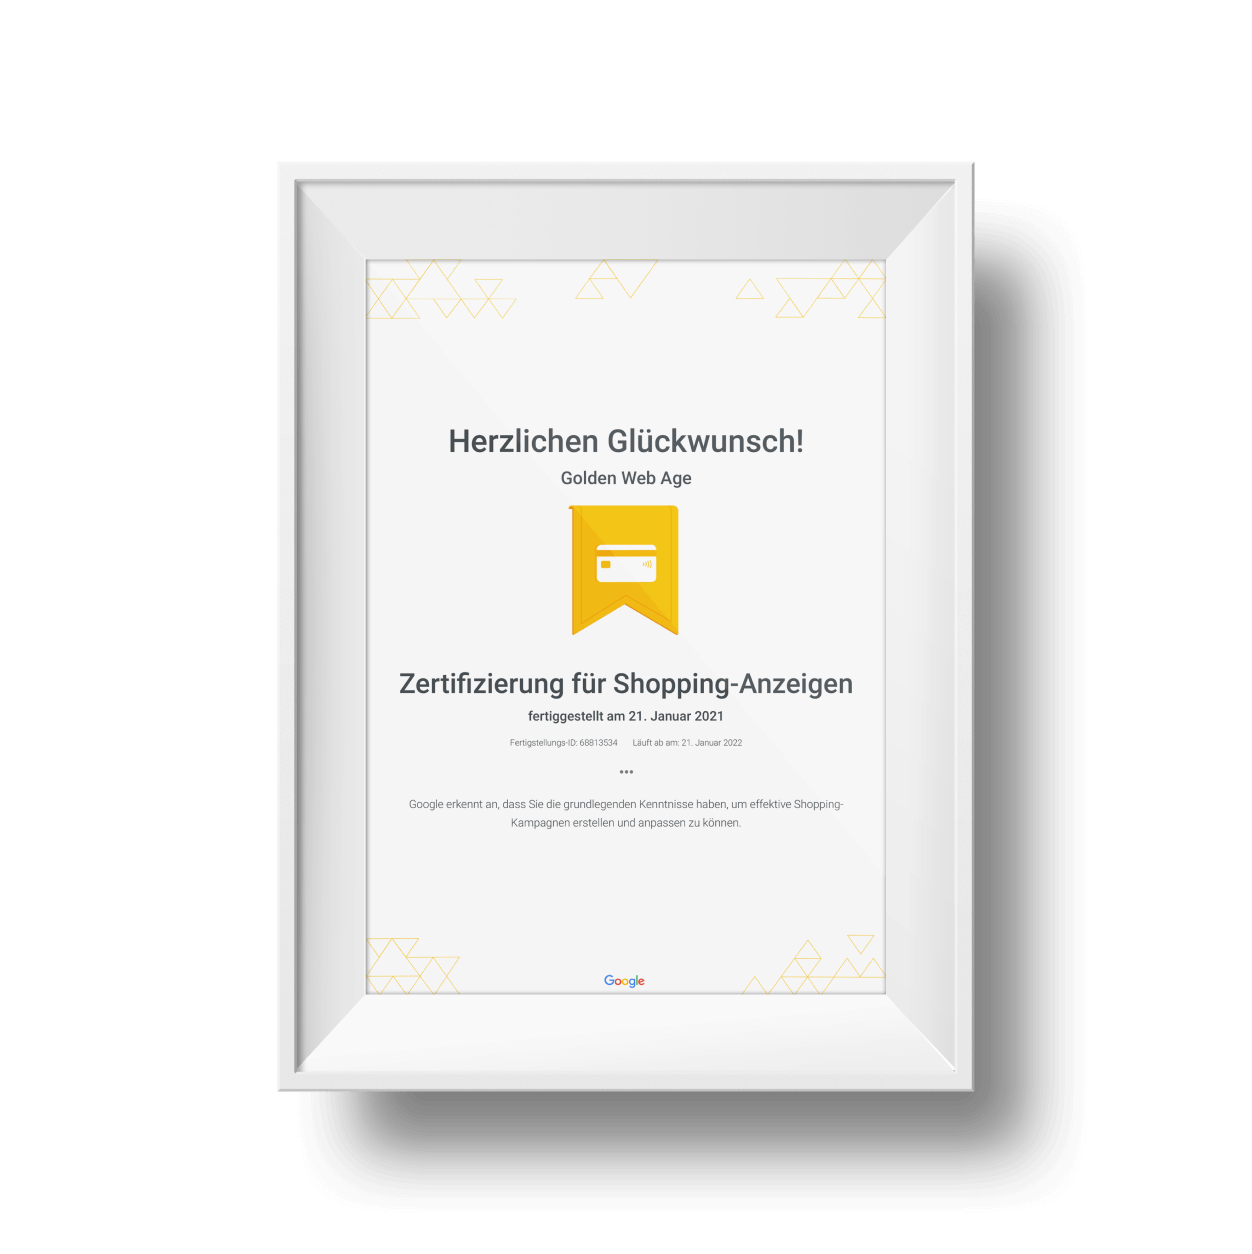 Herzlichen Glückwunsch!
Golden Web Age
Zertifizierung für Shopping-Anzeigen
fertiggestellt am 21. Januar 2021
Fertigstellungs-ID: 68813534 Läuft ab am: 21. Januar 2022
•••
Google erkennt an, dass Sie die grundlegenden Kenntnisse haben, um effektive Shopping-
Kampagnen erstellen und anpassen zu können.
Google